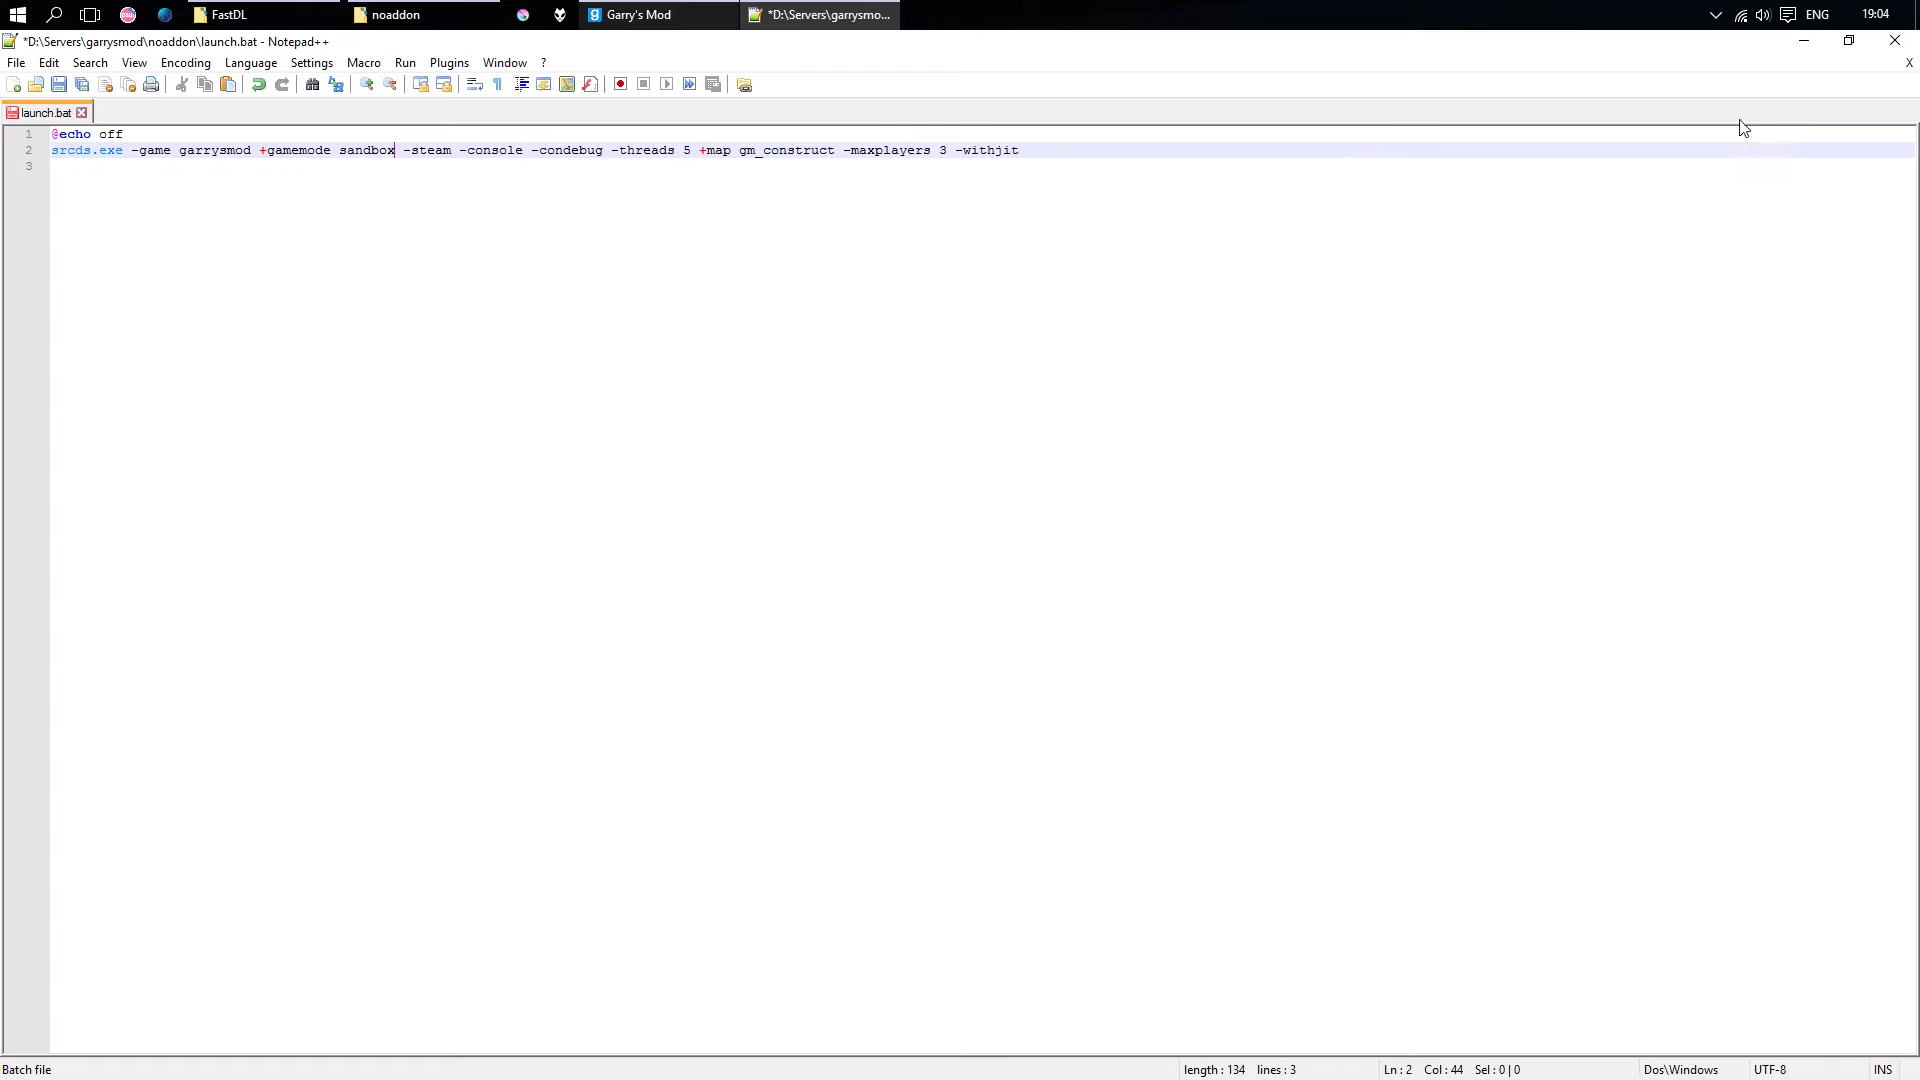 FastDL
noaddon
Garry's Mod
*D:\Servers\garrysmo...
ENG
19:04
*D:\Servers\garrysmod\noaddon\launch.bat - Notepad++
File Edit Search View Encoding Language Settings Macro Run Plugins Window ? X
launch.bat
1 @echo off
2 srcds.exe -game garrysmod +gamemode sandbox -steam -console -condebug -threads 5 +map gm_construct -maxplayers 3 -withjit
3
Batch file
length : 134 lines : 3
Ln : 2 Col : 44 Sel : 0 | 0
Dos\Windows
UTF-8
INS